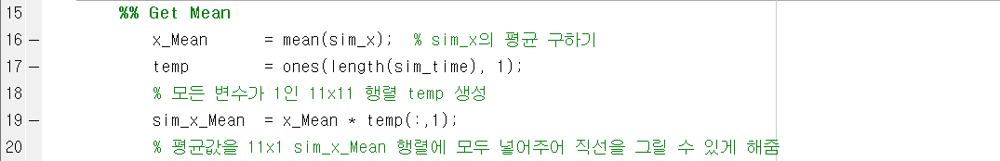 15 %% Get Mean
16 – x_Mean = mean(sim_x); % sim_x의 평균 구하기
17 – temp = ones(length(sim_time), 1);
18 % 모든 변수가 1인 11x11 행렬 temp 생성
19 – sim_x_Mean = x_Mean * temp(:,1);
20 % 평균값을 11x1 sim_x_Mean 행렬에 모두 넣어주어 직선을 그릴 수 있게 해줌